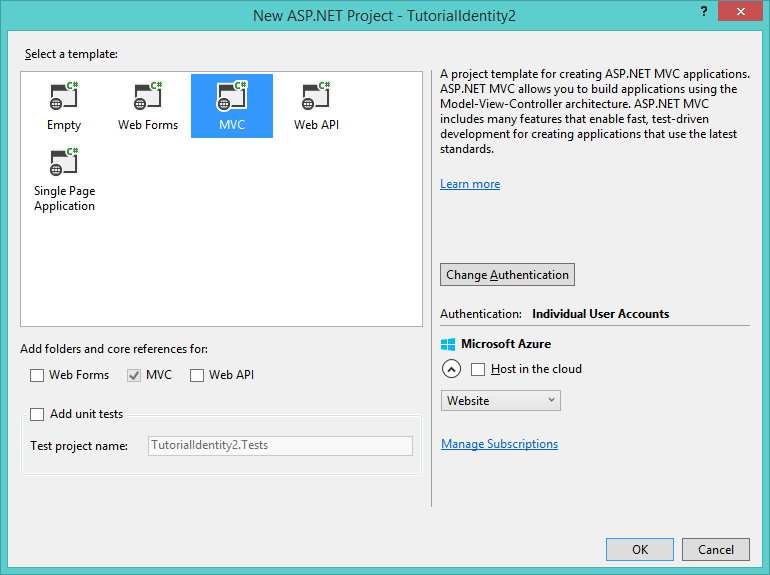 New ASP.NET Project - TutorialIdentity2
?
Select a template:
C#
Empty
C#
Web Forms
C#
MVC
C#
Web API
C#
Single Page
Application
A project template for creating ASP.NET MVC applications.
ASP.NET MVC allows you to build applications using the
Model-View-Controller architecture. ASP.NET MVC
includes many features that enable fast, test-driven
development for creating applications that use the latest
standards.
Learn more
Change Authentication
Authentication: Individual User Accounts
Microsoft Azure
Host in the cloud
Website
Manage Subscriptions
Add folders and core references for:
Web Forms MVC Web API
Add unit tests
Test project name: TutorialIdentity2.Tests
OK Cancel